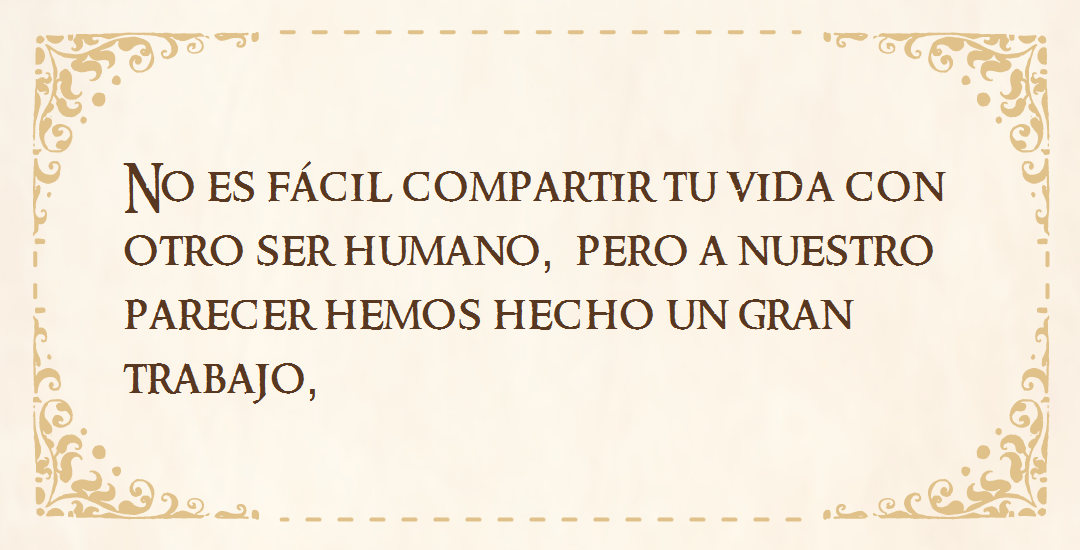 No es fácil compartir tu vida con
otro ser humano,  pero a nuestro
parecer hemos hecho un gran
trabajo,